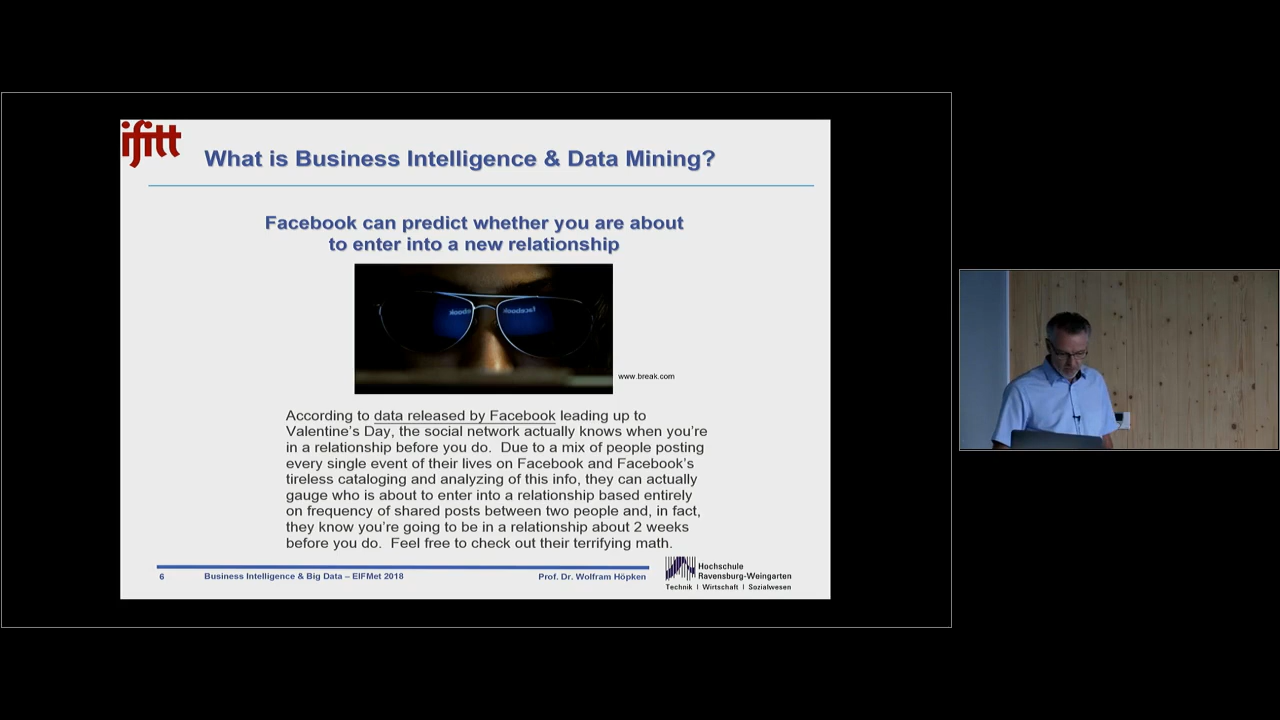 ifitt
What is Business Intelligence & Data Mining?
Facebook can predict whether you are about
to enter into a new relationship
facebook
www.break.com
According to data released by Facebook leading up to
Valentine's Day, the social network actually knows when you're
in a relationship before you do. Due to a mix of people posting
every single event of their lives on Facebook and Facebook's
tireless cataloging and analyzing of this info, they can actually
gauge who is about to enter into a relationship based entirely
on frequency of shared posts between two people and, in fact,
they know you're going to be in a relationship about 2 weeks
before you do. Feel free to check out their terrifying math.
6 Business Intelligence & Big Data – EIFMet 2018 Prof. Dr. Wolfram Höpken
Hochschule
Ravensburg-Weingarten
Technik | Wirtschaft | Sozialwesen